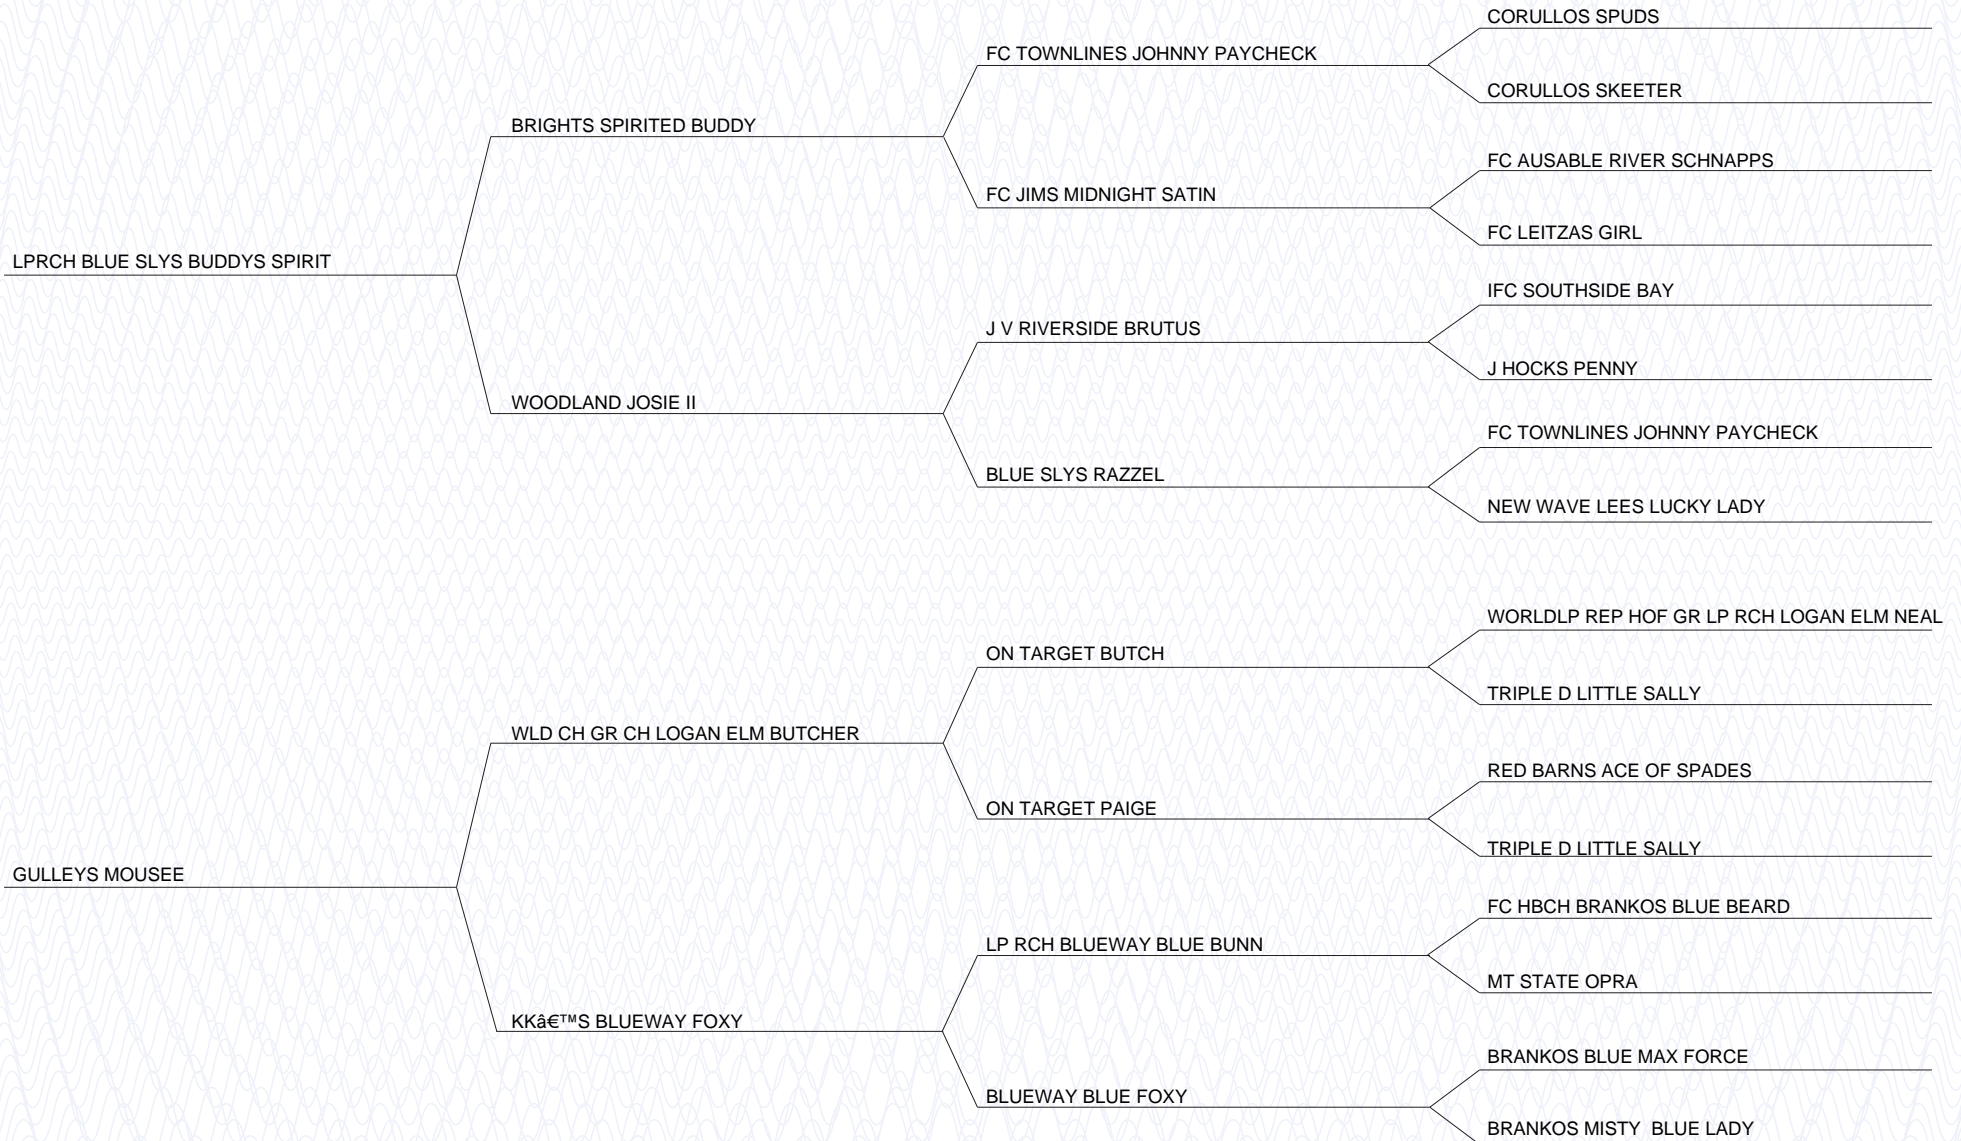 CORULLOS SPUDS
FC TOWNLINES JOHNNY PAYCHECK
CORULLOS SKEETER
BRIGHTS SPIRITED BUDDY
FC AUSABLE RIVER SCHNAPPS
FC JIMS MIDNIGHT SATIN
FC LEITZAS GIRL
LPRCH BLUE SLYS BUDDYS SPIRIT
IFC SOUTHSIDE BAY
J V RIVERSIDE BRUTUS
J HOCKS PENNY
WOODLAND JOSIE II
FC TOWNLINES JOHNNY PAYCHECK
BLUE SLYS RAZZEL
NEW WAVE LEES LUCKY LADY
WORLDLP REP HOF GR LP RCH LOGAN ELM NEAL
ON TARGET BUTCH
TRIPLE D LITTLE SALLY
WLD CH GR CH LOGAN ELM BUTCHER
RED BARNS ACE OF SPADES
ON TARGET PAIGE
TRIPLE D LITTLE SALLY
GULLEYS MOUSEE
FC HBCH BRANKOS BLUE BEARD
LP RCH BLUEWAY BLUE BUNN
MT STATE OPRA
KKâ€™S BLUEWAY FOXY
BRANKOS BLUE MAX FORCE
BLUEWAY BLUE FOXY
BRANKOS MISTY  BLUE LADY